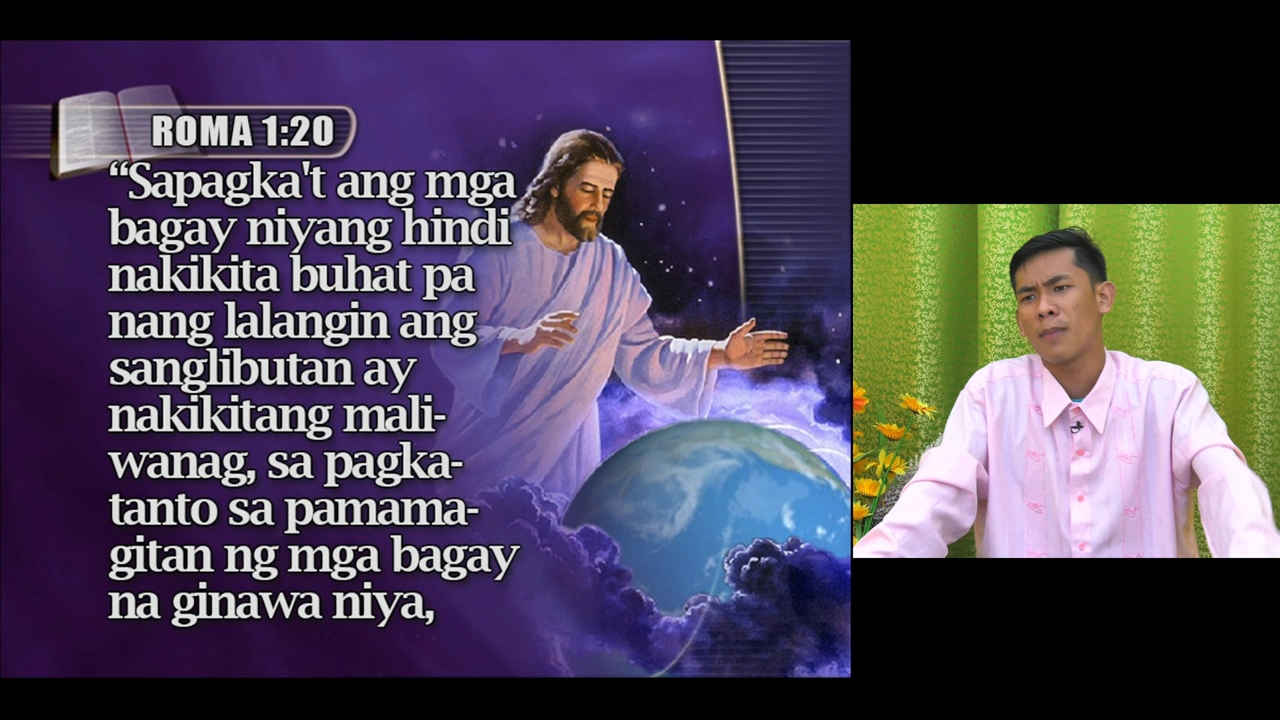 ROMA 1:20
“Sapagka't ang mga
bagay niyang hindi
nakikita buhat pa
nang lalangin ang
sanglibutan ay
nakikitang mali-
wanag, sa pagka-
tanto sa pamama-
gitan ng mga bagay
na ginawa niya,